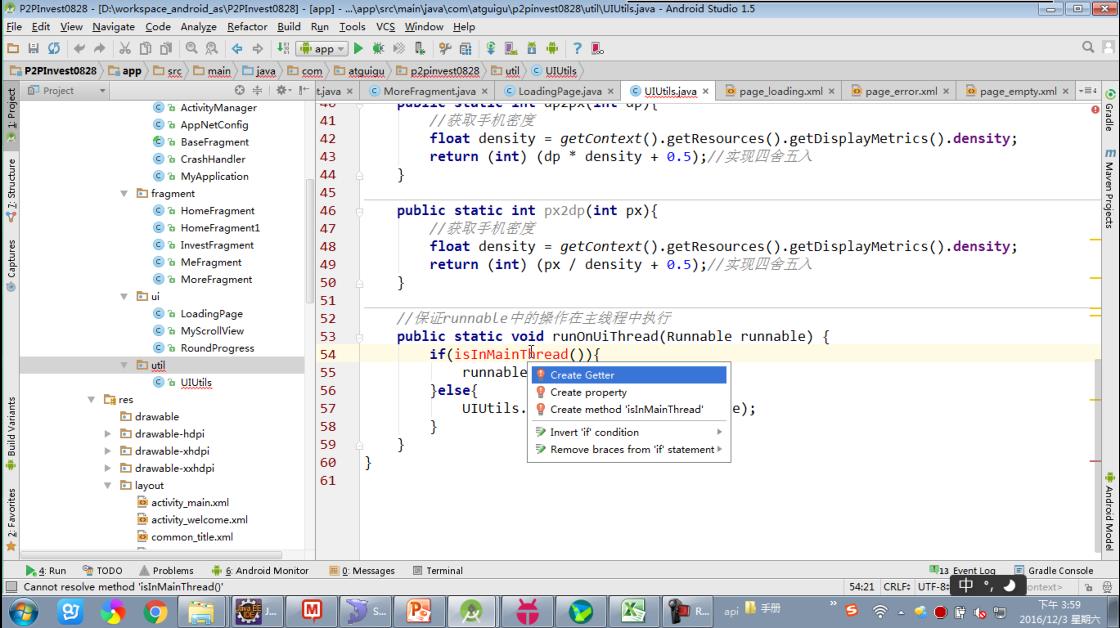 P2PInvest0828 - [D:\workspace_android_as\P2PInvest0828] - [app] - ...\app\src\main\java\com\atguigu\p2pinvest0828\util\UIUtils.java - Android Studio 1.5
File Edit View Navigate Code Analyze Refactor Build Run Tools VCS Window Help
app
P2PInvest0828 app src main java com atguigu p2pinvest0828 util UIUtils
Project
t.java MoreFragment.java LoadingPage.java UIUtils.java page_loading.xml page_error.xml page_empty.xml
1: Project
7: Structure
Captures
Build Variants
2: Favorites
ActivityManager
AppNetConfig
BaseFragment
CrashHandler
MyApplication
fragment
HomeFragment
HomeFragment1
InvestFragment
MeFragment
MoreFragment
ui
LoadingPage
MyScrollView
RoundProgress
util
UIUtils
res
drawable
drawable-hdpi
drawable-xhdpi
drawable-xxhdpi
layout
activity_main.xml
activity_welcome.xml
common_title.xml
40 public static int dp2px(int dp){
41 //获取手机密度
42 float density = getContext().getResources().getDisplayMetrics().density;
43 return (int) (dp * density + 0.5);//实现四舍五入
44 }
45
46 public static int px2dp(int px){
47 //获取手机密度
48 float density = getContext().getResources().getDisplayMetrics().density;
49 return (int) (px / density + 0.5);//实现四舍五入
50 }
51
52 //保证runnable中的操作在主线程中执行
53 public static void runOnUiThread(Runnable runnable) {
54 if(isInMainThread()){
55 runnable
56 }else{
57 UIUtils. e);
58 }
59 }
60 }
61
Create Getter
Create property
Create method 'isInMainThread'
Invert 'if' condition
Remove braces from 'if' statement
Gradle
Maven Projects
Android Model
4: Run TODO Problems 6: Android Monitor 0: Messages Terminal 13 Event Log Gradle Console
Cannot resolve method 'isInMainThread()' 54:21 CRLF UTF-8 中 °, ontext>
J... S... R... api 手册 下午 3:59
2016/12/3 星期六